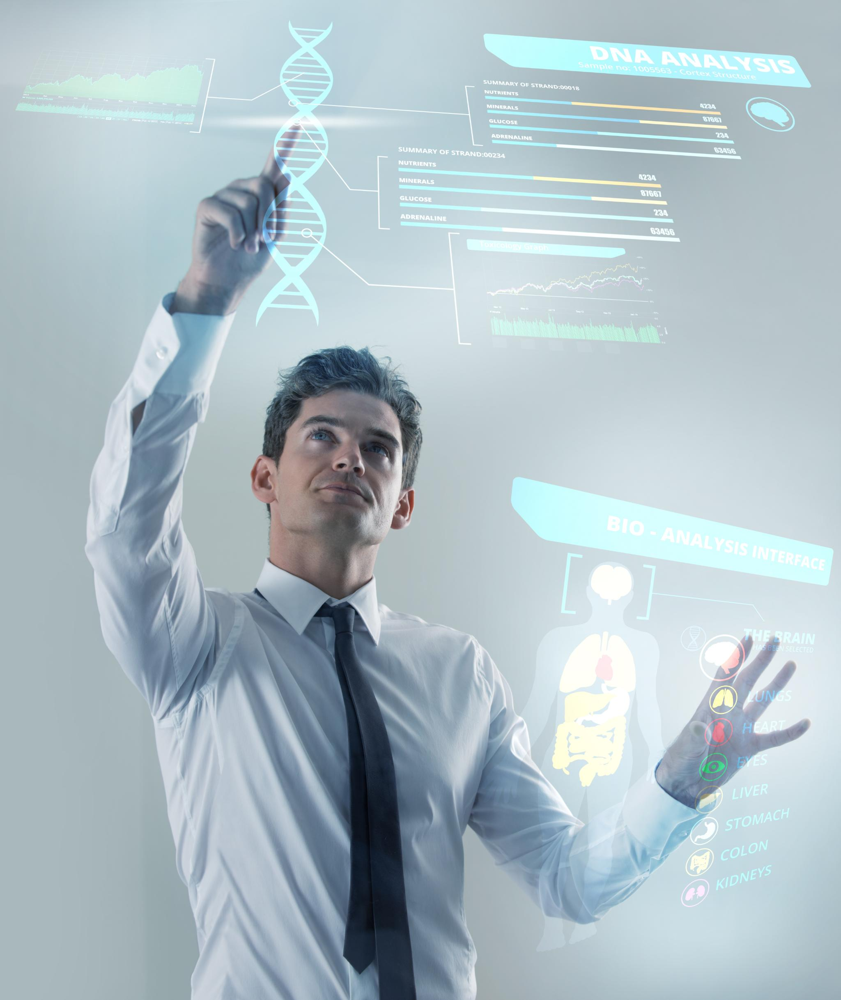 DNA ANALYSIS
Sample no: 1005563 - Cortex Structure
SUMMARY OF STRAND:00018
NUTRIENTS
4234
MINERALS
87667
GLUCOSE
234
ADRENALINE
63456
SUMMARY OF STRAND:00234
NUTRIENTS
4234
MINERALS
87667
GLUCOSE
234
ADRENALINE
63456
Toxicology Graph
BIO - ANALYSIS INTERFACE
THE BRAIN
HAS BEEN SELECTED
LUNGS
HEART
EYES
LIVER
STOMACH
COLON
KIDNEYS